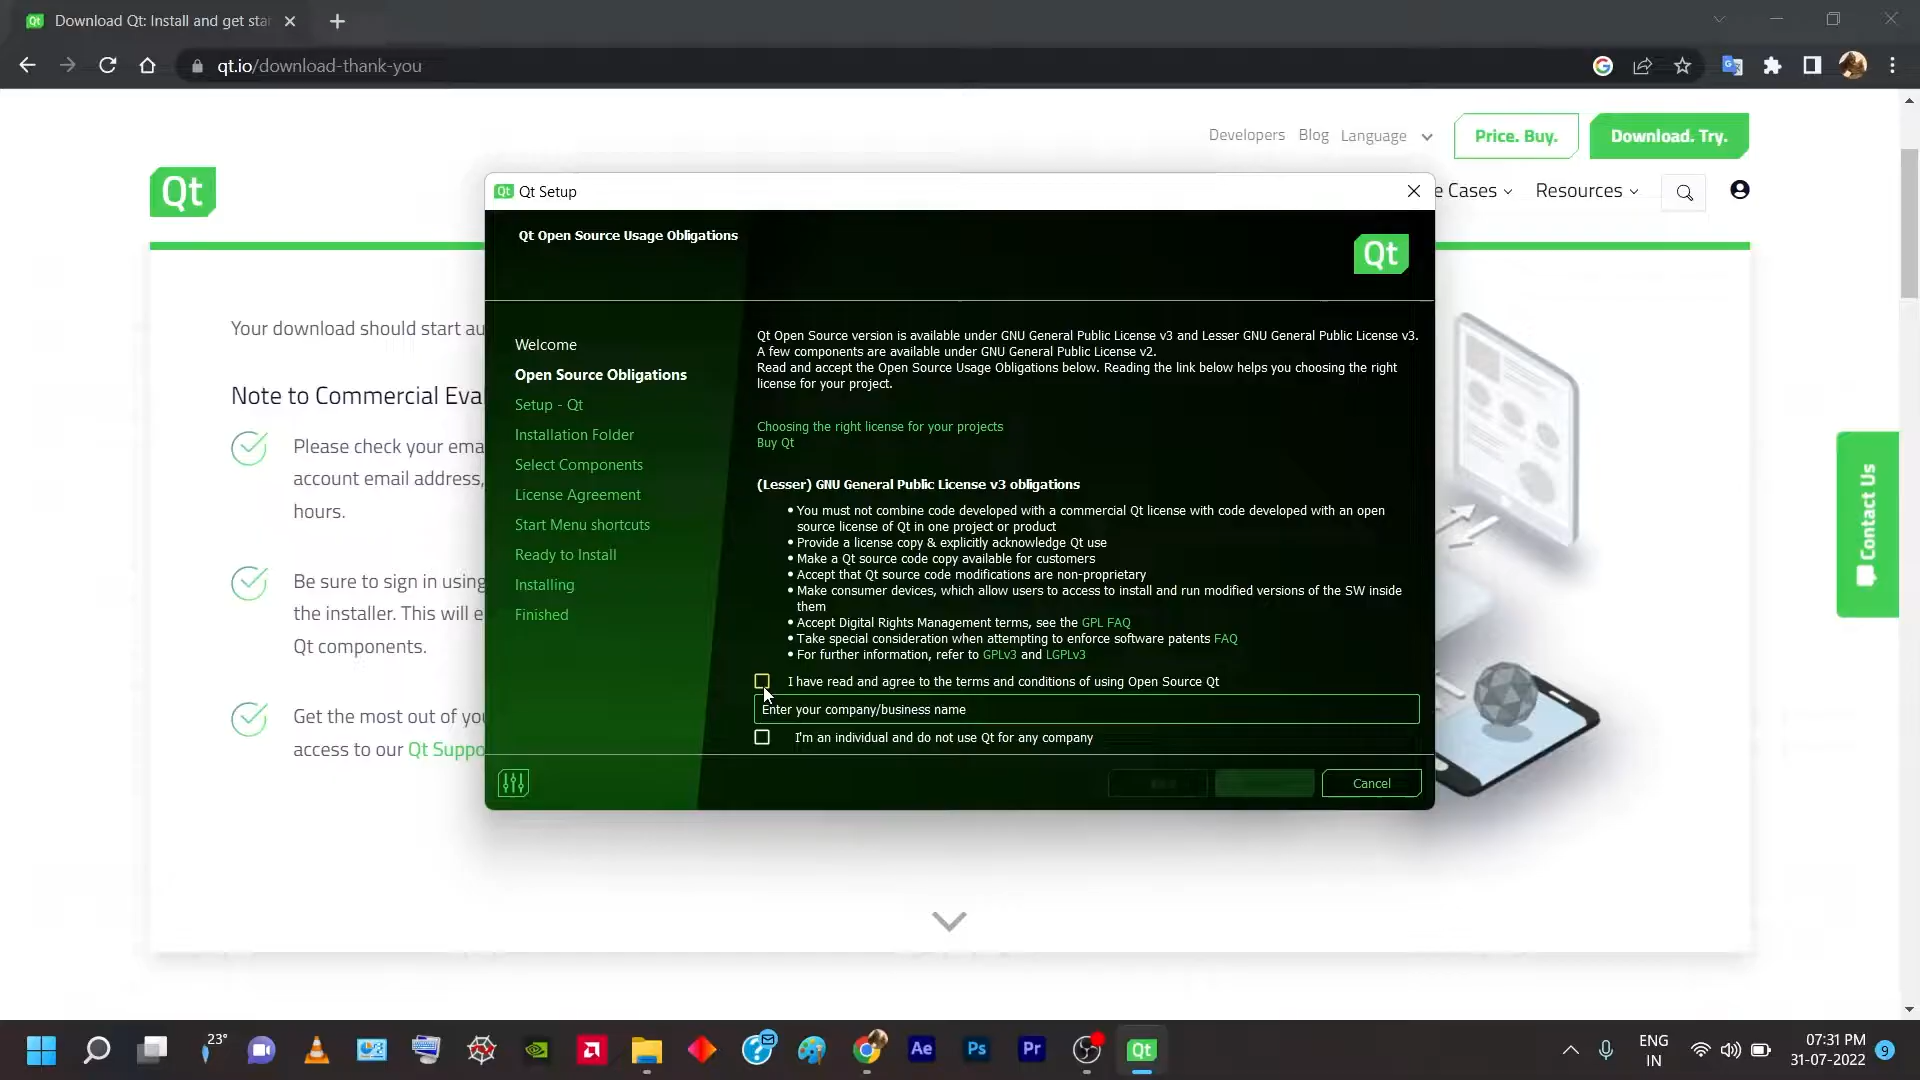 Download Qt: Install and get sta
qt.io/download-thank-you
Developers Blog Language Price. Buy. Download. Try.
Qt
e Cases Resources
Your download should start au
Note to Commercial Eva
Please check your ema
account email address,
hours.
Be sure to sign in using
the installer. This will e
Qt components.
Get the most out of yo
access to our Qt Suppo
Contact Us
Qt Qt Setup
Qt Open Source Usage Obligations
Qt
Welcome
Open Source Obligations
Setup - Qt
Installation Folder
Select Components
License Agreement
Start Menu shortcuts
Ready to Install
Installing
Finished
Qt Open Source version is available under GNU General Public License v3 and Lesser GNU General Public License v3.
A few components are available under GNU General Public License v2.
Read and accept the Open Source Usage Obligations below. Reading the link below helps you choosing the right
license for your project.
Choosing the right license for your projects
Buy Qt
(Lesser) GNU General Public License v3 obligations
• You must not combine code developed with a commercial Qt license with code developed with an open
source license of Qt in one project or product
• Provide a license copy & explicitly acknowledge Qt use
• Make a Qt source code copy available for customers
• Accept that Qt source code modifications are non-proprietary
• Make consumer devices, which allow users to access to install and run modified versions of the SW inside
them
• Accept Digital Rights Management terms, see the GPL FAQ
• Take special consideration when attempting to enforce software patents FAQ
• For further information, refer to GPLv3 and LGPLv3
I have read and agree to the terms and conditions of using Open Source Qt
Enter your company/business name
I'm an individual and do not use Qt for any company
Cancel
23°
Ae
Ps
Pr
Qt
ENG
IN
07:31 PM
31-07-2022
9